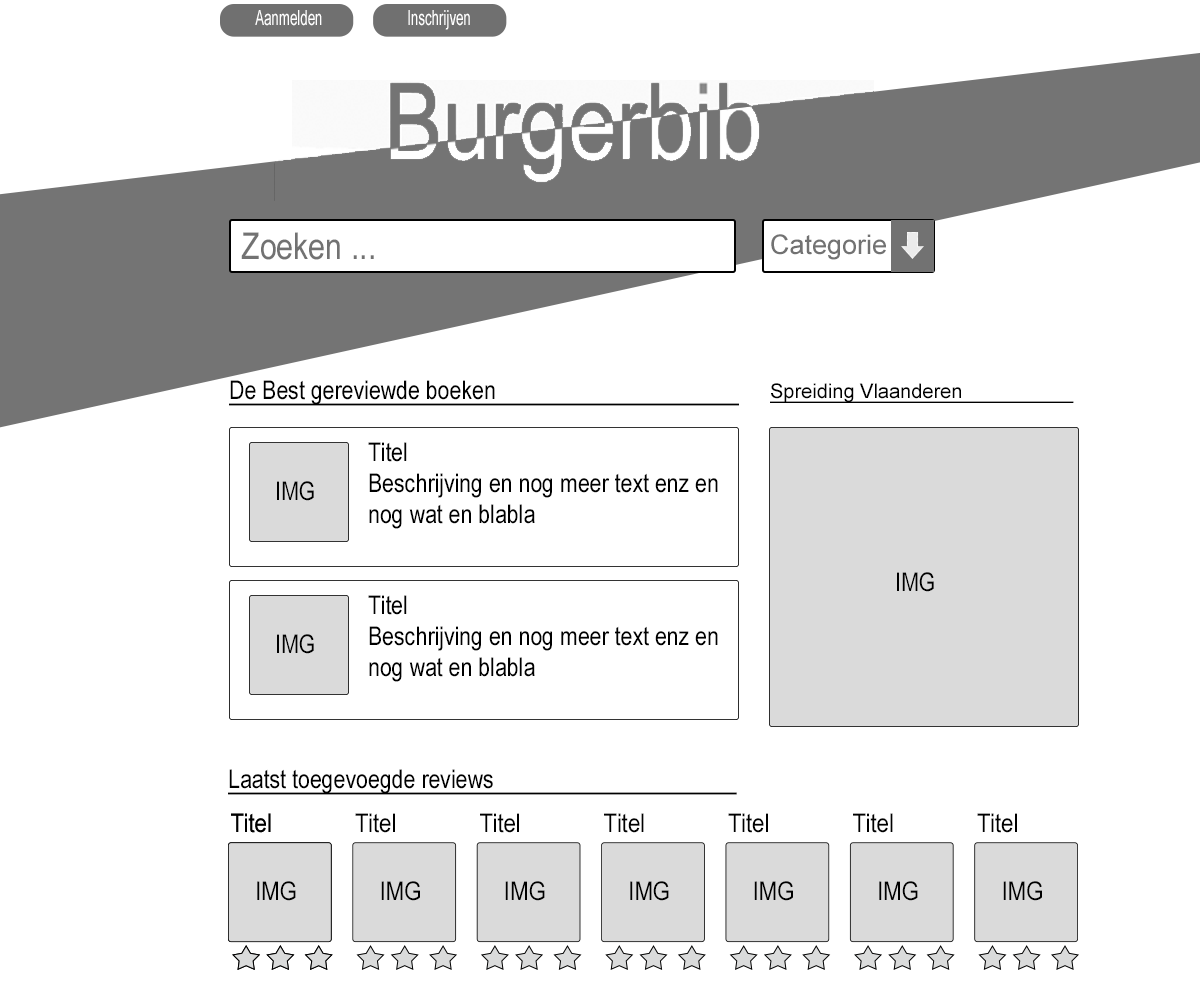 Aanmelden Inschrijven
Burgerbib
Zoeken ... Categorie
De Best gereviewde boeken
Spreiding Vlaanderen
IMG
Titel
Beschrijving en nog meer text enz en
nog wat en blabla
IMG
Titel
Beschrijving en nog meer text enz en
nog wat en blabla
IMG
Laatst toegevoegde reviews
Titel Titel Titel Titel Titel Titel Titel
IMG IMG IMG IMG IMG IMG IMG